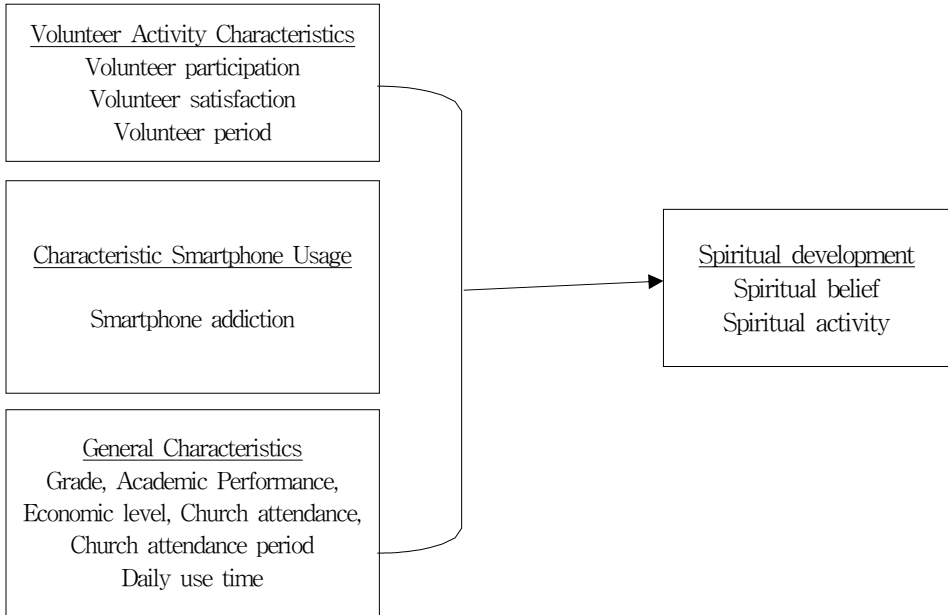 Volunteer Activity Characteristics
Volunteer participation
Volunteer satisfaction
Volunteer period
Characteristic Smartphone Usage
Smartphone addiction
General Characteristics
Grade, Academic Performance,
Economic level, Church attendance,
Church attendance period
Daily use time
Spiritual development
Spiritual belief
Spiritual activity